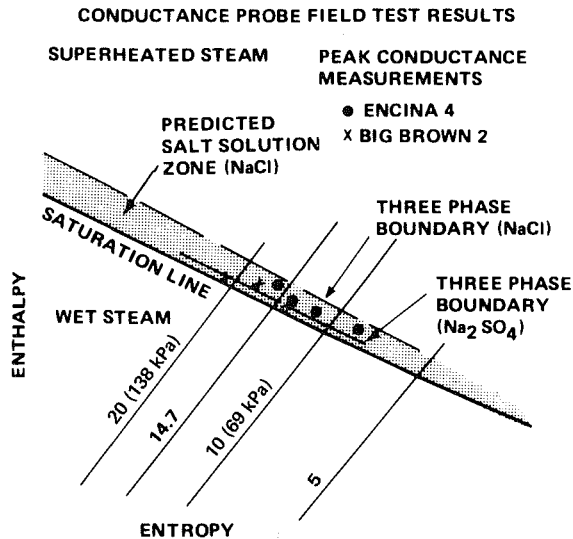 CONDUCTANCE PROBE FIELD TEST RESULTS
SUPERHEATED STEAM
PEAK CONDUCTANCE
MEASUREMENTS
● ENCINA 4
x BIG BROWN 2
PREDICTED
SALT SOLUTION
ZONE (NaCl)
THREE PHASE
BOUNDARY (NaCl)
SATURATION LINE
THREE PHASE
BOUNDARY
(Na₂SO₄)
WET STEAM
ENTHALPY
20 (138 kPa)
14.7
10 (69 kPa)
5
ENTROPY